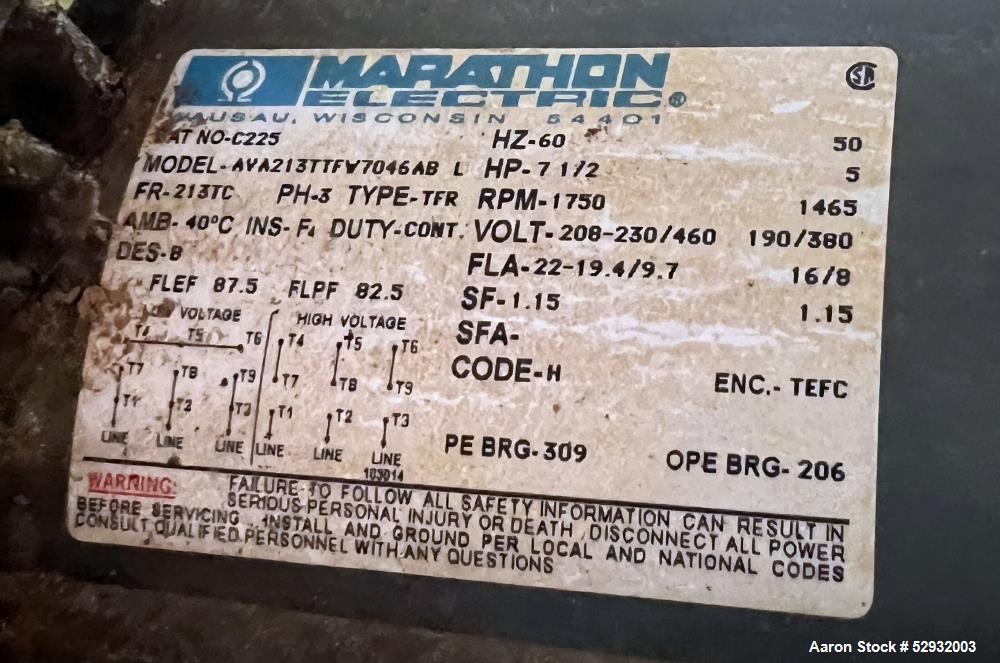 MARATHON
ELECTRIC®
WAUSAU, WISCONSIN 54401
CAT NO-C225 HZ-60 50
MODEL-AVA213TTFV7046AB L HP-7 1/2 5
FR-213TC PH-3 TYPE-TFR RPM-1750 1465
AMB-40°C INS-F4 DUTY-CONT. VOLT-208-230/460 190/380
DES-B FLA-22-19.4/9.7 16/8
FLEF 87.5 FLPF 82.5 SF-1.15 1.15
VOLTAGE HIGH VOLTAGE SFA-
T4 T5 T6 T4 T5 T6
CODE-H ENC.- TEFC
T7 T8 T9 T7 T8 T9
T1 T2 T3 T1 T2 T3
LINE LINE LINE LINE LINE LINE
PE BRG-309 OPE BRG-206
WARNING: FAILURE TO FOLLOW ALL SAFETY INFORMATION CAN RESULT IN
SERIOUS PERSONAL INJURY OR DEATH, DISCONNECT ALL POWER
BEFORE SERVICING, INSTALL AND GROUND PER LOCAL AND NATIONAL CODES
CONSULT QUALIFIED PERSONNEL WITH ANY QUESTIONS
Aaron Stock # 52932003